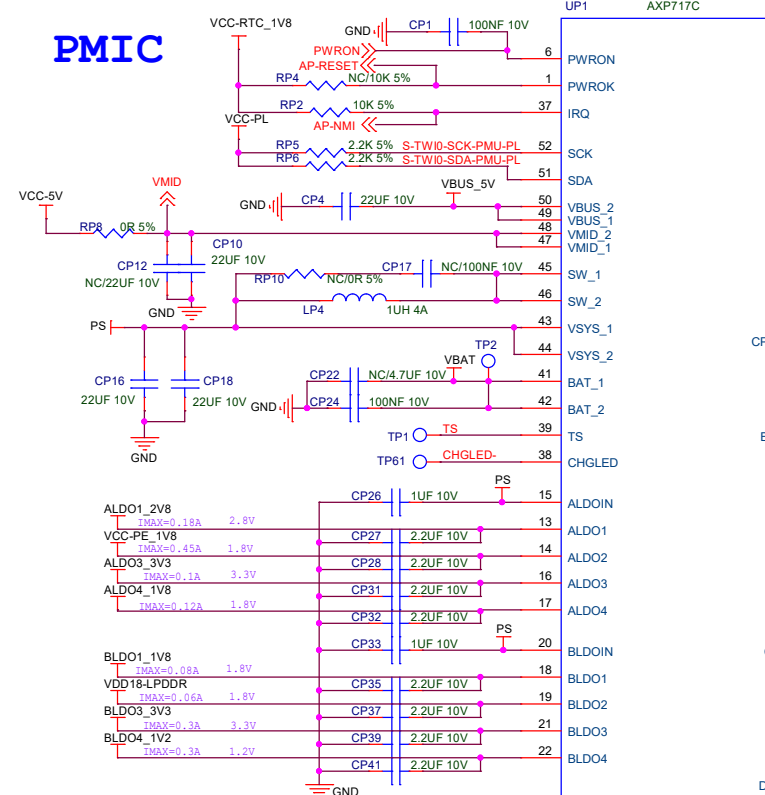 UP1 AXP717C
PMIC
VCC-RTC_1V8
GND CP1 100NF 10V
PWRON
6 PWRON
AP-RESET
RP4 NC/10K 5% 1 PWROK
RP2 10K 5% 37 IRQ
VCC-PL
AP-NMI
RP5 2.2K 5% S-TWI0-SCK-PMU-PL 52 SCK
RP6 2.2K 5% S-TWI0-SDA-PMU-PL
51 SDA
VMID
VBUS_5V
VCC-5V
GND CP4 22UF 10V 50 VBUS_2
49 VBUS_1
RP8 0R 5% 48 VMID_2
47 VMID_1
CP10
22UF 10V
CP12
NC/22UF 10V
RP10 NC/0R 5% CP17 NC/100NF 10V 45 SW_1
LP4 1UH 4A 46 SW_2
GND
PS 43 VSYS_1
TP2
44 VSYS_2
VBAT
CP16 CP18
22UF 10V 22UF 10V
CP22 NC/4.7UF 10V 41 BAT_1
GND CP24 100NF 10V 42 BAT_2
TP1 TS 39 TS
GND
TP61 CHGLED- 38 CHGLED
PS
CP26 1UF 10V 15 ALDOIN
ALDO1_2V8
IMAX=0.18A 2.8V 13 ALDO1
VCC-PE_1V8 CP27 2.2UF 10V
IMAX=0.45A 1.8V 14 ALDO2
ALDO3_3V3 CP28 2.2UF 10V
IMAX=0.1A 3.3V 16 ALDO3
ALDO4_1V8 CP31 2.2UF 10V
IMAX=0.12A 1.8V 17 ALDO4
CP32 2.2UF 10V
PS
CP33 1UF 10V 20 BLDOIN
BLDO1_1V8
IMAX=0.08A 1.8V 18 BLDO1
VDD18-LPDDR CP35 2.2UF 10V
IMAX=0.06A 1.8V 19 BLDO2
BLDO3_3V3 CP37 2.2UF 10V
IMAX=0.3A 3.3V 21 BLDO3
BLDO4_1V2 CP39 2.2UF 10V
IMAX=0.3A 1.2V 22 BLDO4
CP41 2.2UF 10V
GND